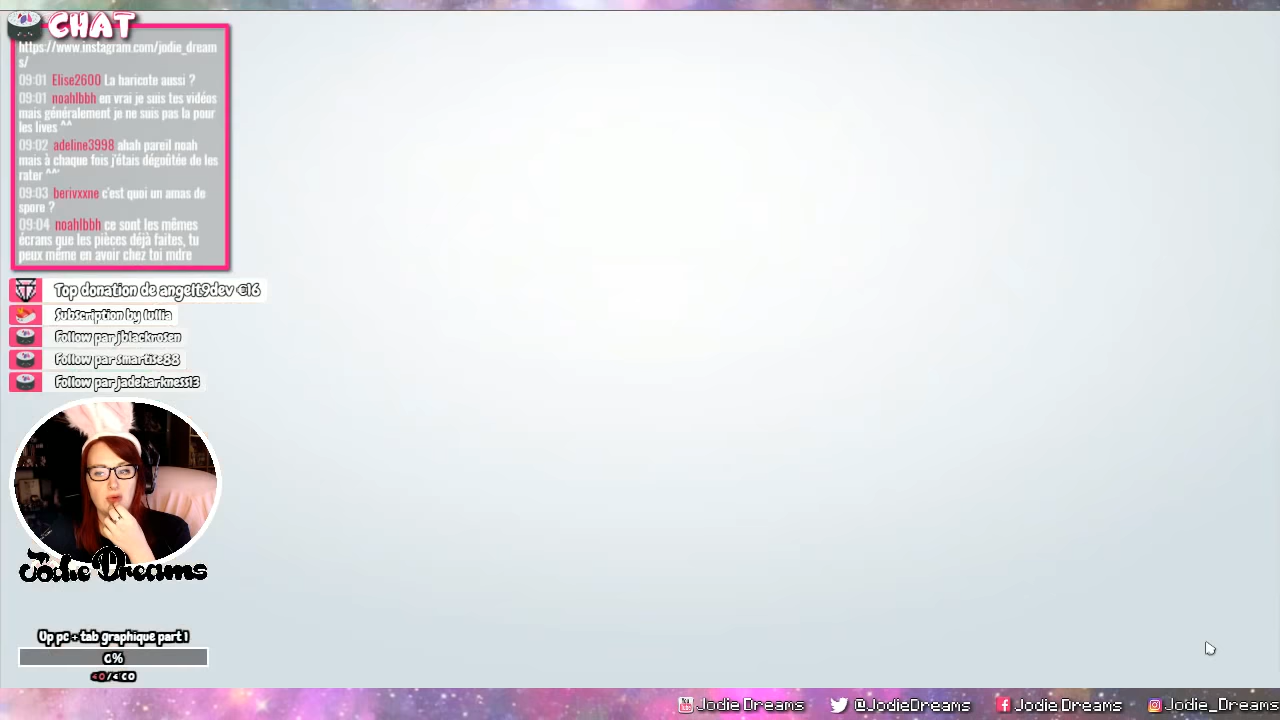 CHAT
https://www.instagram.com/jodie_dream
s/
09:01 Elise2600 La baricote aussi ?
09:01 noahlbbh en vrai je suis tes vidéos
mais généralement je ne suis pas la pour
les lives ^^
09:02 adeline3998 ahah pareil noah
mais à chaque fois j'étais dégoûtée de les
rater ^^'
09:03 berivxxne c'est quoi un amas de
spore ?
09:04 noahlbbh ce sont les mêmes
écrans que les pièces déjà faites, tu
peux même en avoir chez toi mdre
Top donation de angelt9dev €16
Subscription by lullia
Follow par jblackrosen
Follow par smartise88
Follow par jadeharkness13
Jodie Dreams
Up pc + tab graphique part 1
0%
Jodie Dreams
@JodieDreams
Jodie Dreams
Jodie_Dreams